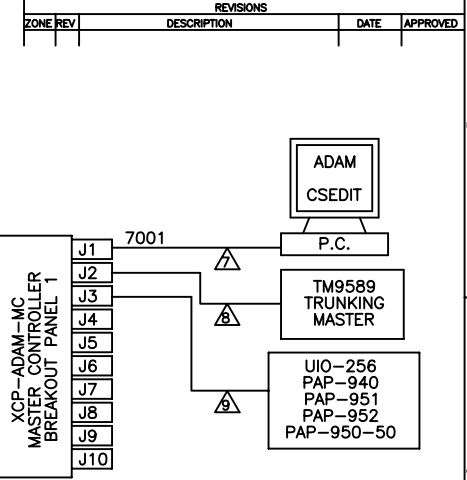 REVISIONS
ZONE REV DESCRIPTION DATE APPROVED
ADAM
CSEDIT
P.C.
7001
7
TM9589
TRUNKING
MASTER
8
UIO-256
PAP-940
PAP-951
PAP-952
PAP-950-50
9
XCP-ADAM-MC
MASTER CONTROLLER
BREAKOUT PANEL 1
J1
J2
J3
J4
J5
J6
J7
J8
J9
J10